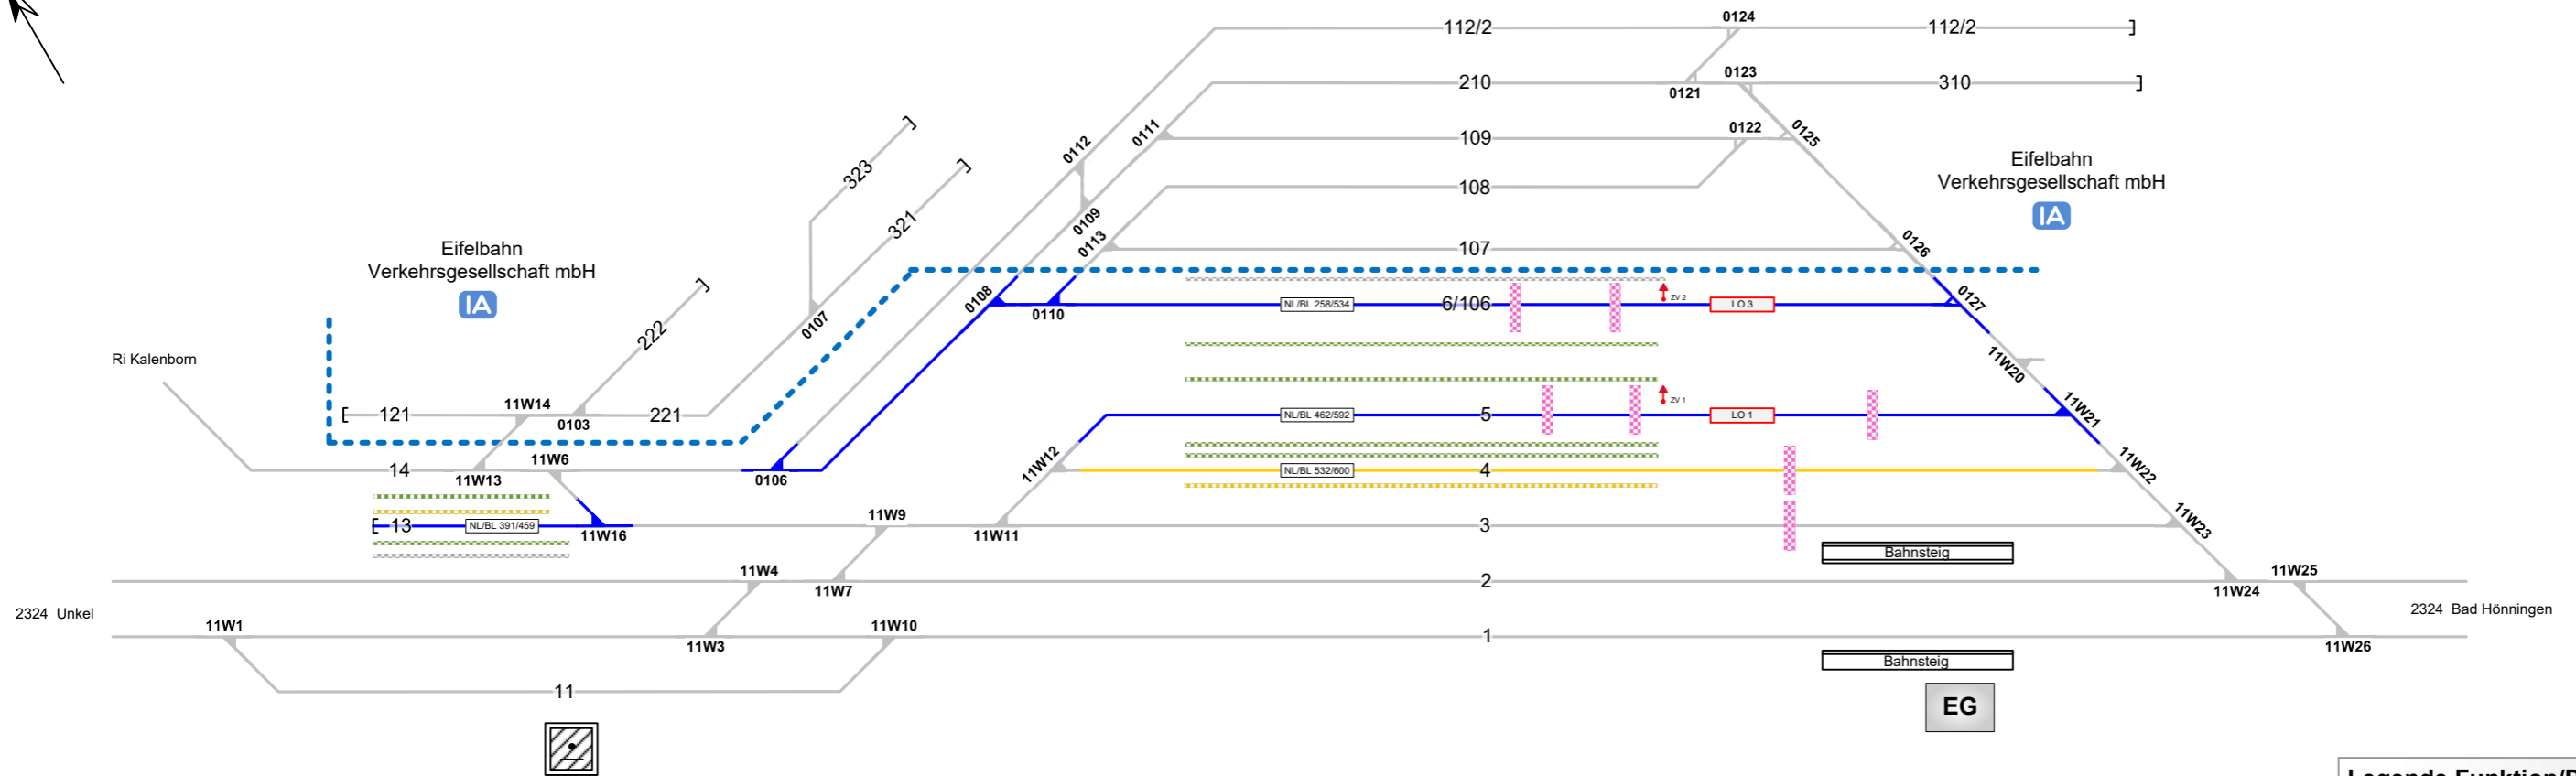 0124
112/2
112/2
0123
210
310
0121
0122
0111
109
0125
0112
Eifelbahn
Verkehrsgesellschaft mbH
IA
323
108
321
0109
0113
107
0126
Eifelbahn
Verkehrsgesellschaft mbH
IA
0108
0110
NL/BL 258/534
6/106
ZV 2
LO 3
0127
222
0107
Ri Kalenborn
11W20
11W14
121
0103
221
NL/BL 462/592
5
ZV 1
LO 1
11W21
11W6
14
11W13
0106
11W12
NL/BL 532/600
4
11W22
13
NL/BL 391/459
11W16
11W9
11W11
3
11W23
Bahnsteig
11W4
11W7
2
11W25
11W24
2324 Unkel
2324 Bad Hönningen
11W1
11W3
11W10
1
11W26
Bahnsteig
11
EG